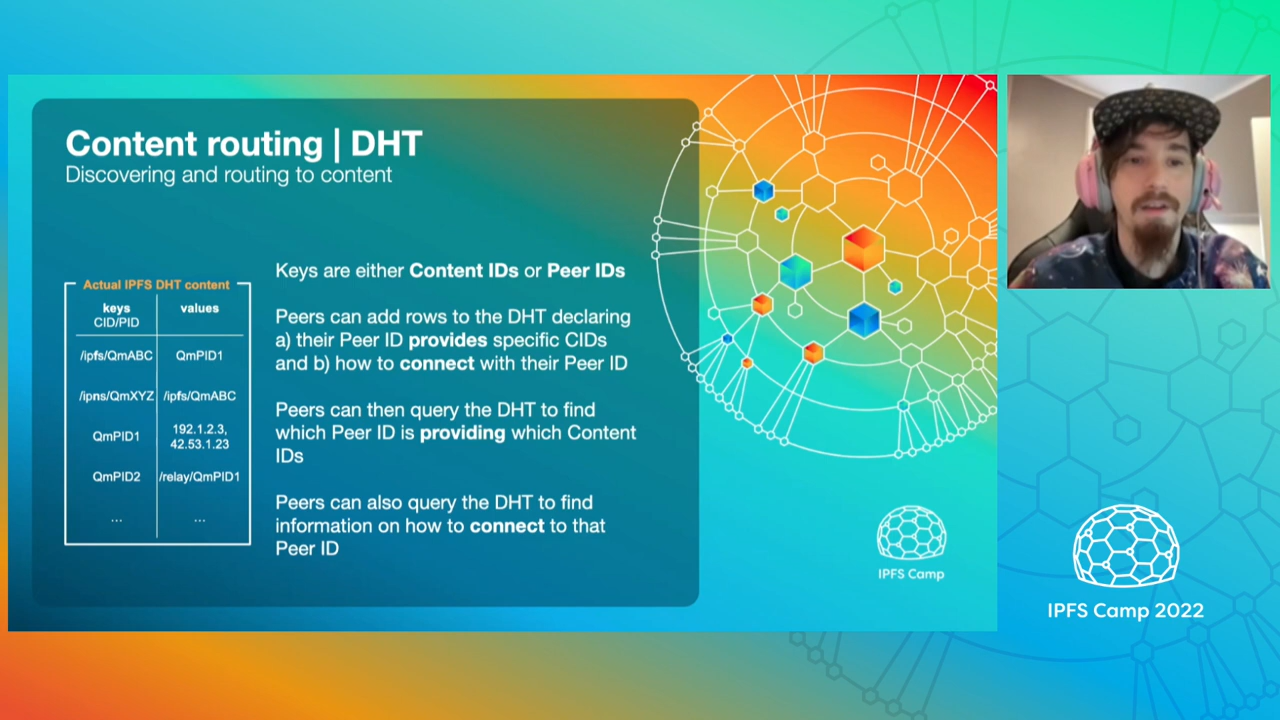 Content routing | DHT
Discovering and routing to content
Actual IPFS DHT content
keys values
CID/PID
/ipfs/QmABC QmPID1
/ipns/QmXYZ /ipfs/QmABC
QmPID1 192.1.2.3,
42.53.1.23
QmPID2 /relay/QmPID1
... ...
Keys are either Content IDs or Peer IDs
Peers can add rows to the DHT declaring
a) their Peer ID provides specific CIDs
and b) how to connect with their Peer ID
Peers can then query the DHT to find
which Peer ID is providing which Content
IDs
Peers can also query the DHT to find
information on how to connect to that
Peer ID
IPFS Camp
IPFS Camp 2022